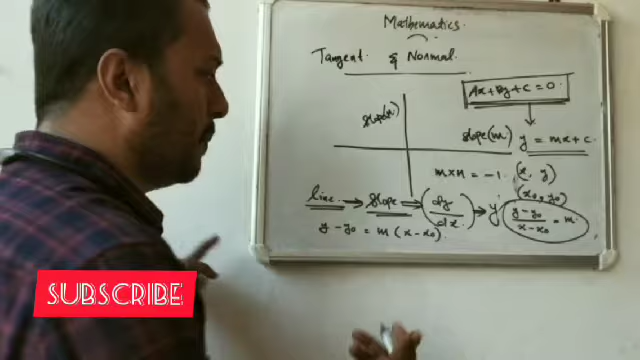 Mathematics
Tangent & Normal
Ax + By + C = 0
slope(n)
slope(m) y = mx + c.
m × n = -1 (x, y)
(x₀, y₀)
line → slope → (dy/dx) → y' (y-y₀)/(x-x₀) = m
y - y₀ = m (x - x₀)
SUBSCRIBE